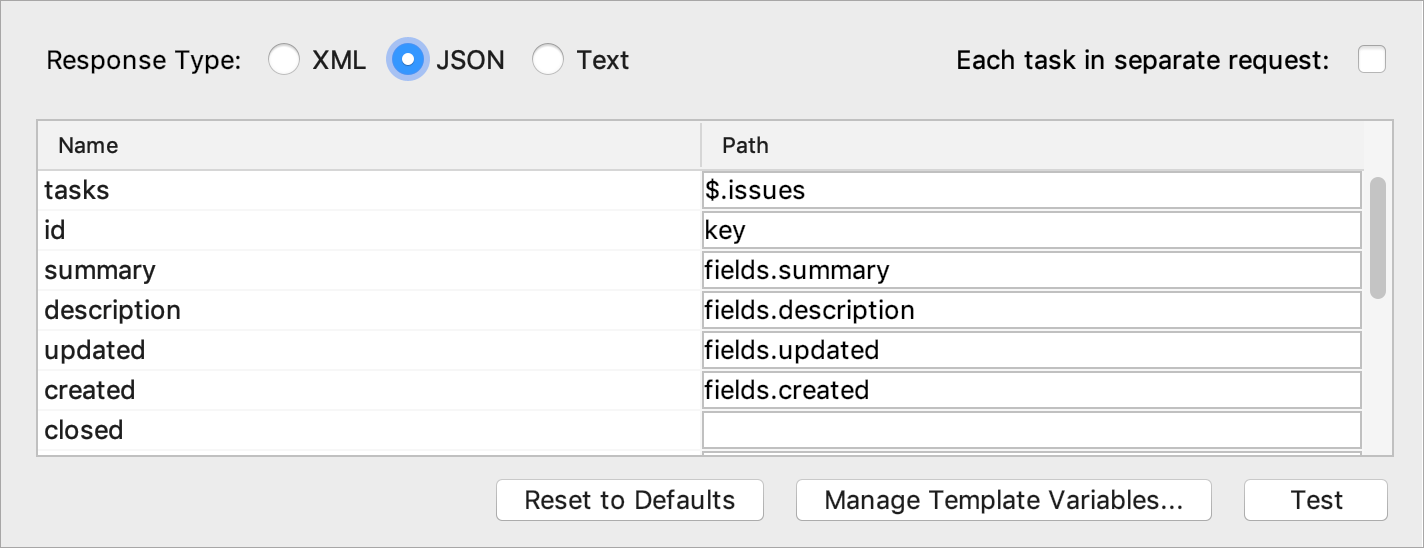 Response Type: XML JSON Text Each task in separate request:
Name Path
tasks $.issues
id key
summary fields.summary
description fields.description
updated fields.updated
created fields.created
closed
Reset to Defaults Manage Template Variables... Test